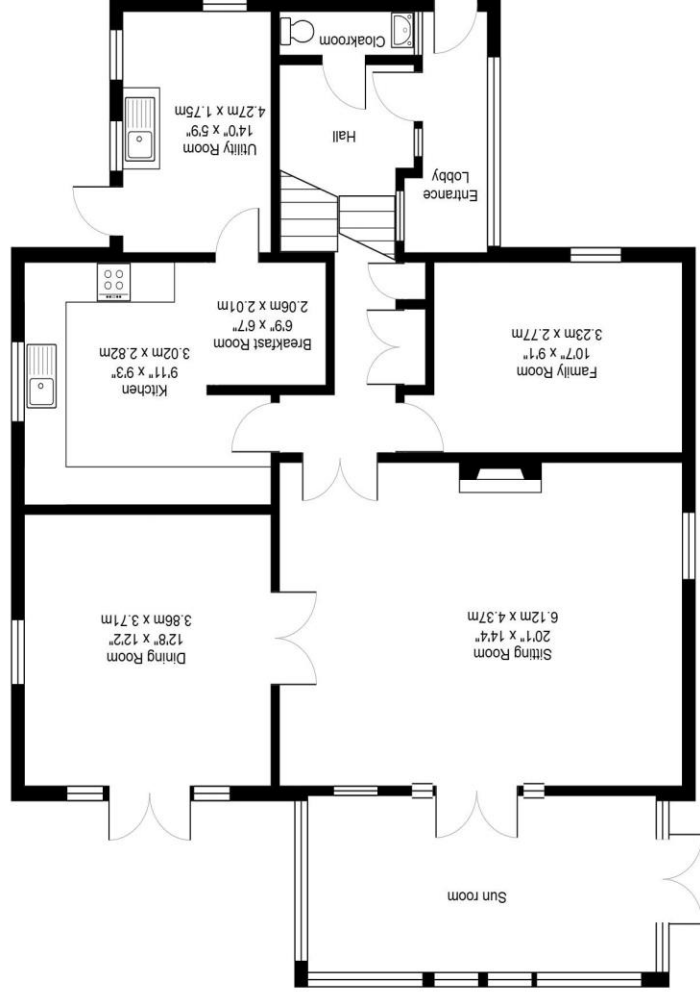 Sun room
Sitting Room
20'1" x 14'4"
6.12m x 4.37m
Dining Room
12'8" x 12'2"
3.86m x 3.71m
Family Room
10'7" x 9'1"
3.23m x 2.77m
Breakfast Room
6'9" x 6'7"
2.06m x 2.01m
Kitchen
9'11" x 9'3"
3.02m x 2.82m
Entrance
Lobby
Hall
Utility Room
14'0" x 5'9"
4.27m x 1.75m
Cloakroom